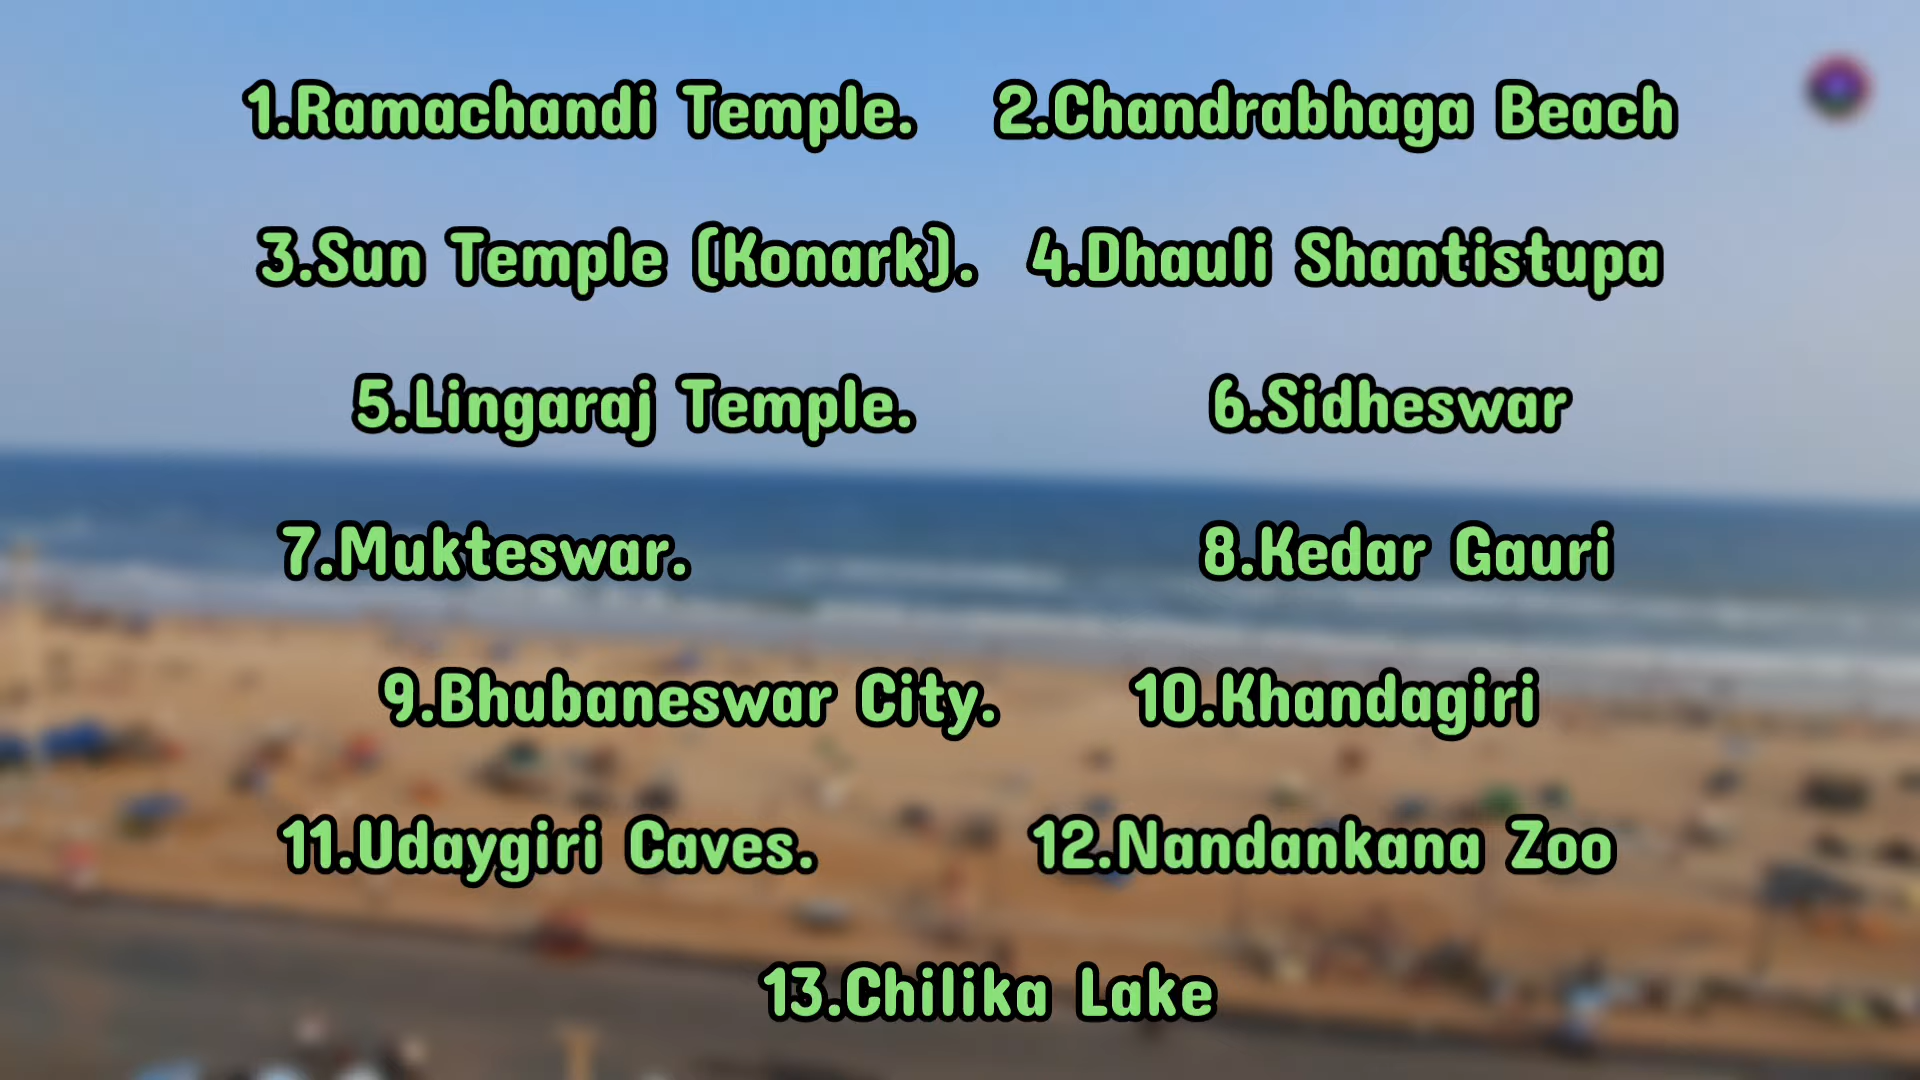 1.Ramachandi Temple. 2.Chandrabhaga Beach
3.Sun Temple (Konark). 4.Dhauli Shantistupa
5.Lingaraj Temple. 6.Sidheswar
7.Mukteswar. 8.Kedar Gauri
9.Bhubaneswar City. 10.Khandagiri
11.Udaygiri Caves. 12.Nandankana Zoo
13.Chilika Lake